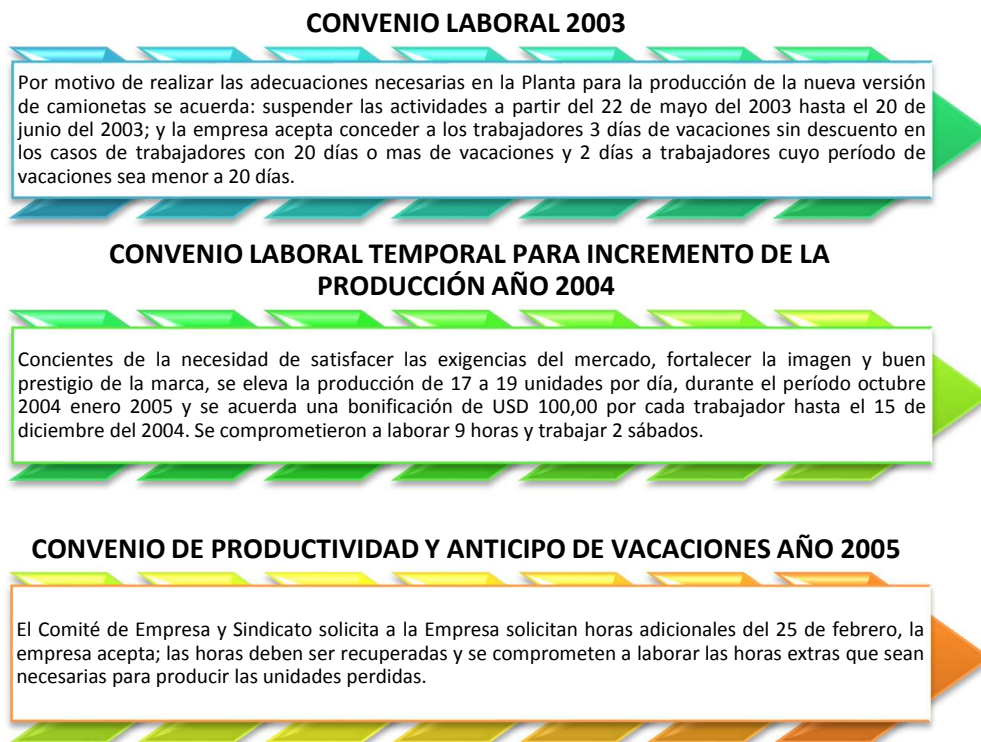 CONVENIO LABORAL 2003
Por motivo de realizar las adecuaciones necesarias en la Planta para la producción de la nueva versión
de camionetas se acuerda: suspender las actividades a partir del 22 de mayo del 2003 hasta el 20 de
junio del 2003; y la empresa acepta conceder a los trabajadores 3 días de vacaciones sin descuento en
los casos de trabajadores con 20 días o mas de vacaciones y 2 días a trabajadores cuyo período de
vacaciones sea menor a 20 días.
CONVENIO LABORAL TEMPORAL PARA INCREMENTO DE LA
PRODUCCIÓN AÑO 2004
Concientes de la necesidad de satisfacer las exigencias del mercado, fortalecer la imagen y buen
prestigio de la marca, se eleva la producción de 17 a 19 unidades por día, durante el período octubre
2004 enero 2005 y se acuerda una bonificación de USD 100,00 por cada trabajador hasta el 15 de
diciembre del 2004. Se comprometieron a laborar 9 horas y trabajar 2 sábados.
CONVENIO DE PRODUCTIVIDAD Y ANTICIPO DE VACACIONES AÑO 2005
El Comité de Empresa y Sindicato solicita a la Empresa solicitan horas adicionales del 25 de febrero, la
empresa acepta; las horas deben ser recuperadas y se comprometen a laborar las horas extras que sean
necesarias para producir las unidades perdidas.